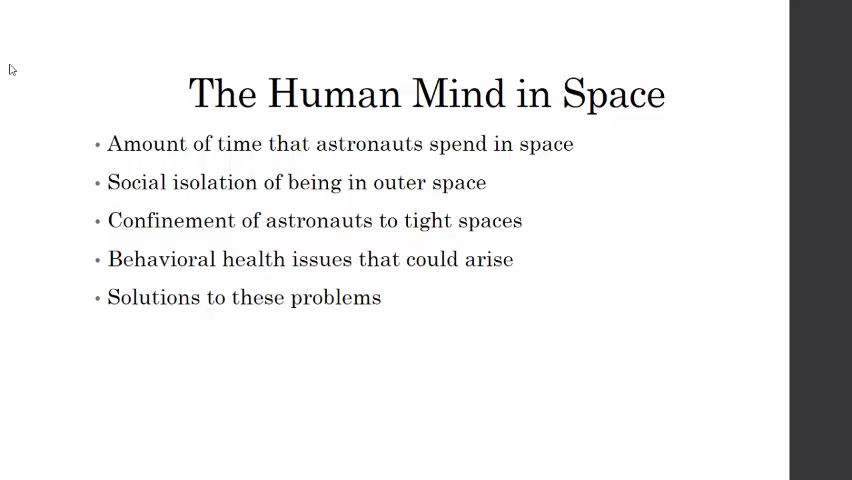 The Human Mind in Space
• Amount of time that astronauts spend in space
• Social isolation of being in outer space
• Confinement of astronauts to tight spaces
• Behavioral health issues that could arise
• Solutions to these problems